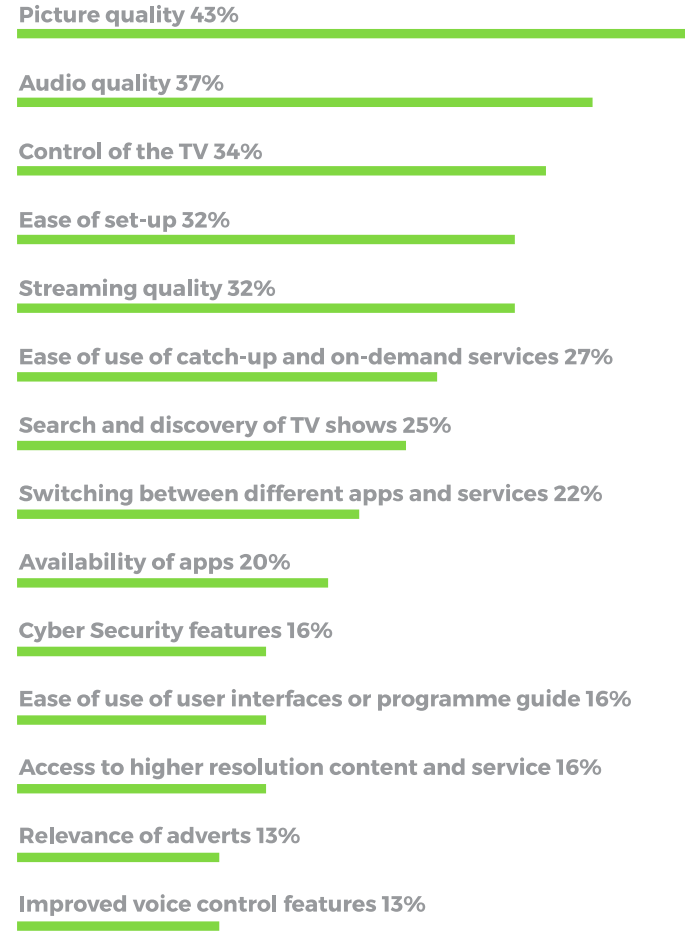 Picture quality 43%
Audio quality 37%
Control of the TV 34%
Ease of set-up 32%
Streaming quality 32%
Ease of use of catch-up and on-demand services 27%
Search and discovery of TV shows 25%
Switching between different apps and services 22%
Availability of apps 20%
Cyber Security features 16%
Ease of use of user interfaces or programme guide 16%
Access to higher resolution content and service 16%
Relevance of adverts 13%
Improved voice control features 13%